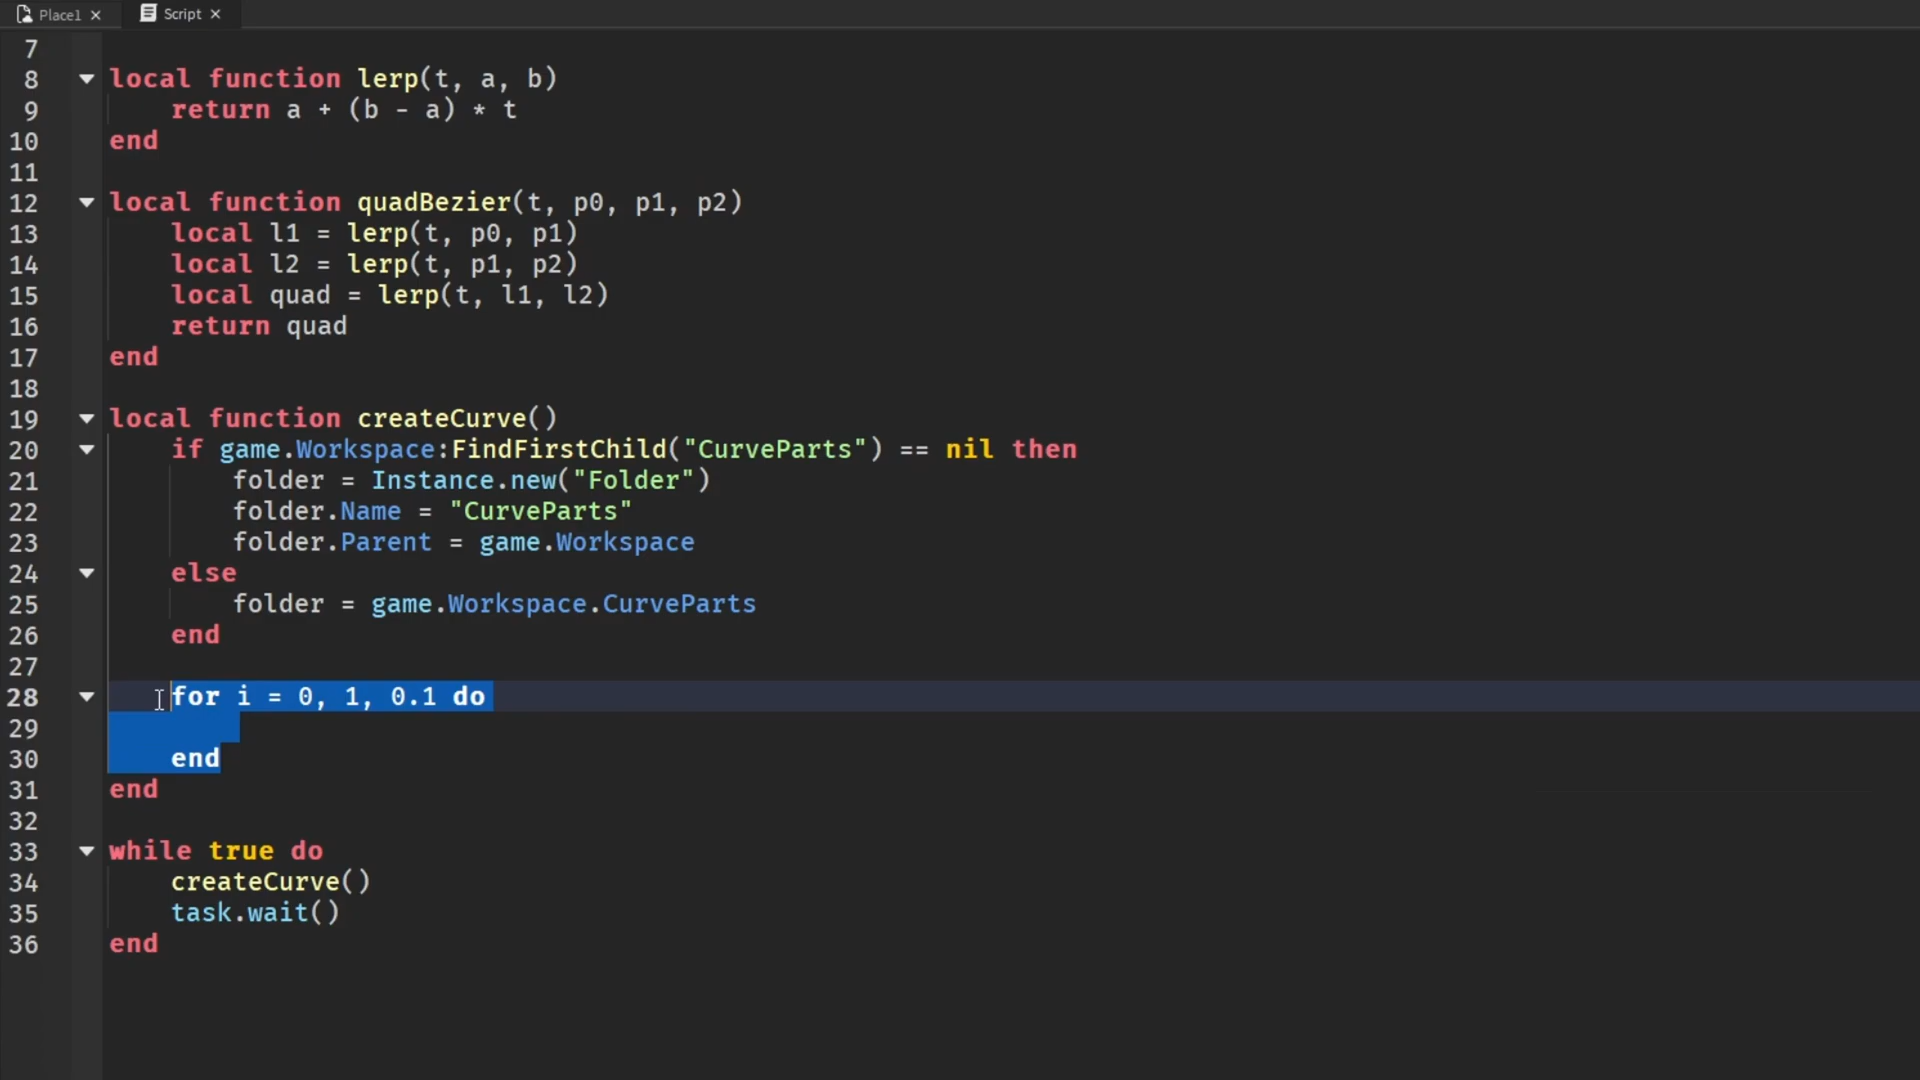 Place1 × Script ×
7
8 local function lerp(t, a, b)
9 return a + (b - a) * t
10 end
11
12 local function quadBezier(t, p0, p1, p2)
13 local l1 = lerp(t, p0, p1)
14 local l2 = lerp(t, p1, p2)
15 local quad = lerp(t, l1, l2)
16 return quad
17 end
18
19 local function createCurve()
20 if game.Workspace:FindFirstChild("CurveParts") == nil then
21 folder = Instance.new("Folder")
22 folder.Name = "CurveParts"
23 folder.Parent = game.Workspace
24 else
25 folder = game.Workspace.CurveParts
26 end
27
28 for i = 0, 1, 0.1 do
29
30 end
31 end
32
33 while true do
34 createCurve()
35 task.wait()
36 end